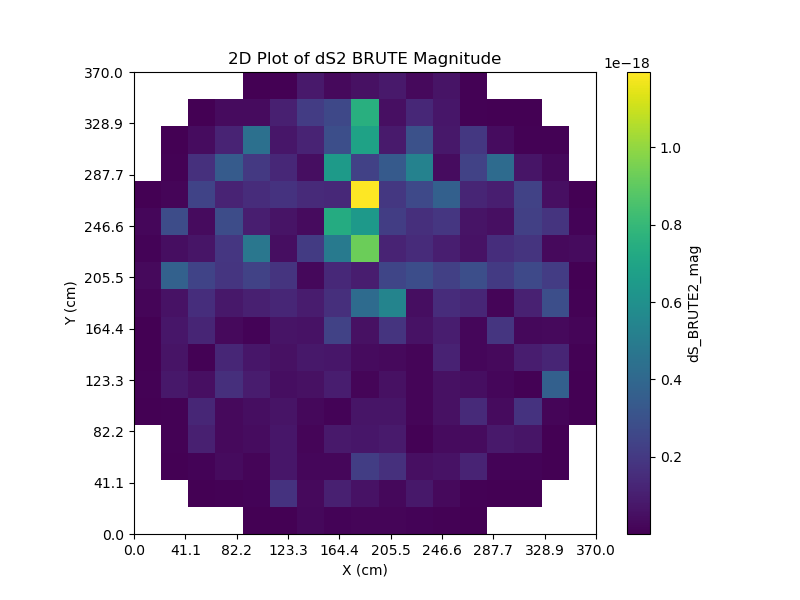 2D Plot of dS2 BRUTE Magnitude
1e−18
370.0
328.9
287.7
246.6
205.5
164.4
123.3
82.2
41.1
0.0
Y (cm)
0.0 41.1 82.2 123.3 164.4 205.5 246.6 287.7 328.9 370.0
X (cm)
1.0
0.8
0.6
0.4
0.2
dS_BRUTE2_mag